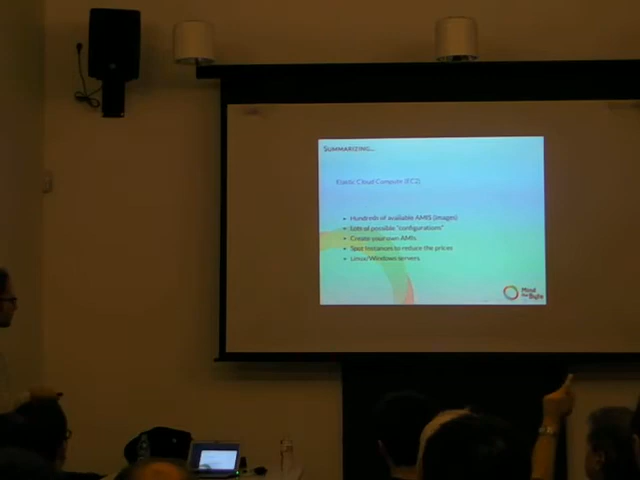 SUMMARIZING...
Elastic Cloud Compute (EC2)
Hundreds of available AMIS (images)
Lots of possible "configurations"
Create your own AMIs
Spot Instances to reduce the prices
Linux/Windows servers
Mind
the Byte